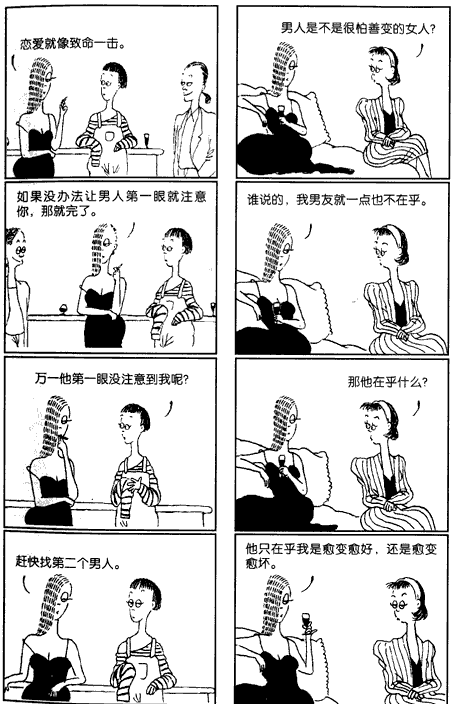 恋爱就像致命一击。
如果没办法让男人第一眼就注意
你，那就完了。
万一他第一眼没注意到我呢?
赶快找第二个男人。
男人是不是很怕善变的女人?
谁说的，我男友就一点也不在乎。
那他在乎什么?
他只在乎我是愈变愈好，还是愈变
愈坏。